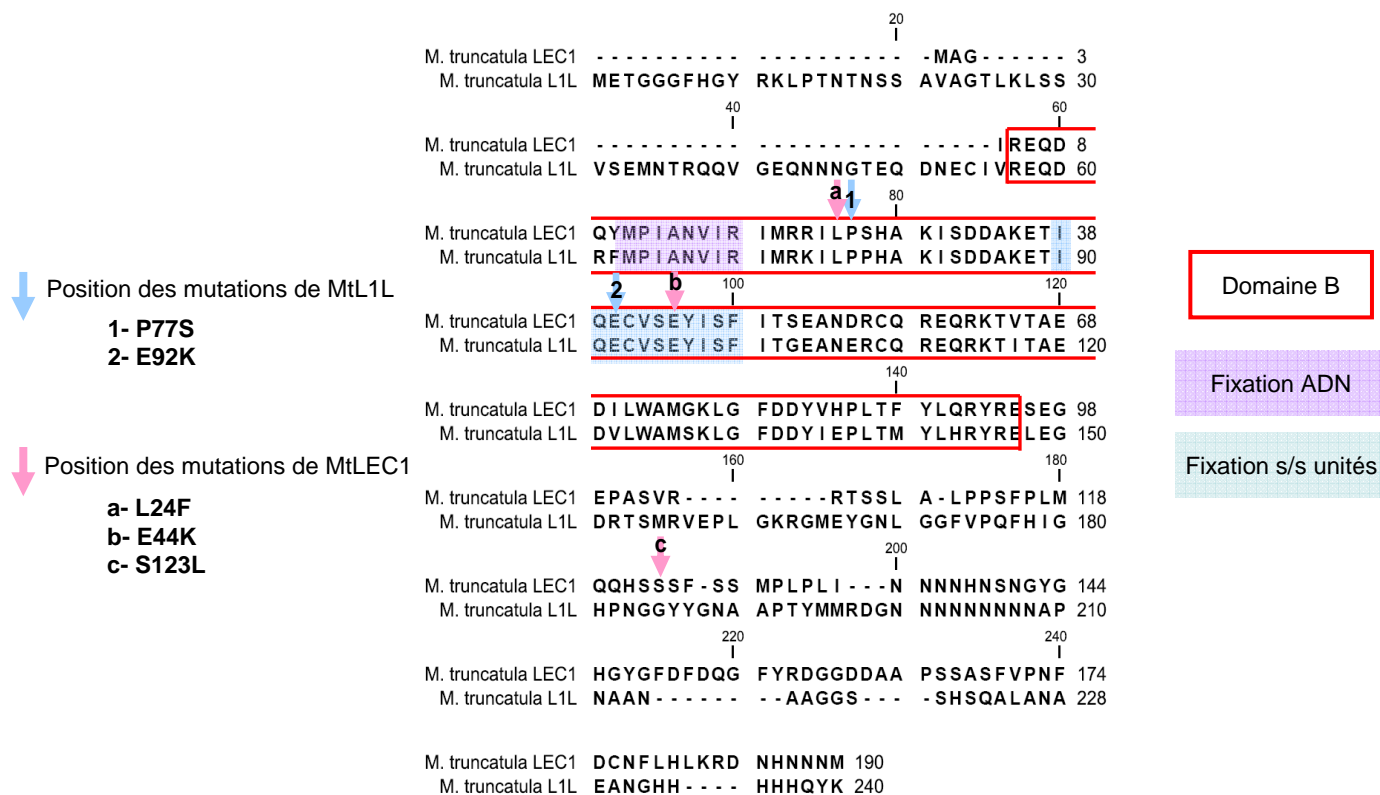 20
M. truncatula LEC1 - - - - - - - - - - - - - - - - - - - - - MAG - - - - - - 3
M. truncatula L1L METGGGFHGY RKLPTNTNSS AVAGTLKLSS 30
40 60
M. truncatula LEC1 - - - - - - - - - - - - - - - - - - - - - - - - - IREQD 8
M. truncatula L1L VSEMNTRQQV GEQNNNNGTEQ DNECIVREQD 60
a 1 80
M. truncatula LEC1 QYMPIANVIR IMRRILPSHA KISDDAKETI 38
M. truncatula L1L RFMPIANVIR IMRKILPPHA KISDDAKETI 90
2 b 100 120
M. truncatula LEC1 QECVSEYISF ITSEANDRCQ REQRKTVTAE 68
M. truncatula L1L QECVSEYISF ITGEANERCQ REQRKTITAE 120
140
M. truncatula LEC1 DILWAMGKLG FDDYVHPLTF YLQRYRESEG 98
M. truncatula L1L DVLWAMSKLG FDDYIEPLTM YLHRYRELEG 150
160 180
M. truncatula LEC1 EPASVR - - - - - - - - - RTSSL A - LPPSFPLM 118
M. truncatula L1L DRTSMRVEPL GKRGMEYGNL GGFVPQFHIG 180
c 200
M. truncatula LEC1 QQHSSSF - SS MPLPLI - - - N NNNHNSNGYG 144
M. truncatula L1L HPNGGYYGNA APTYMMRDGN NNNNNNNNAP 210
220 240
M. truncatula LEC1 HGYGFDFDQG FYRDGGDDAA PSSASFVPNF 174
M. truncatula L1L NAAN - - - - - - - - AAGGS - - - - SHSQALANA 228
M. truncatula LEC1 DCNFLHLKRD NHNNNM 190
M. truncatula L1L EANGHH - - - - HHHQYK 240
Position des mutations de MtL1L
1- P77S
2- E92K
Position des mutations de MtLEC1
a- L24F
b- E44K
c- S123L
Domaine B
Fixation ADN
Fixation s/s unités